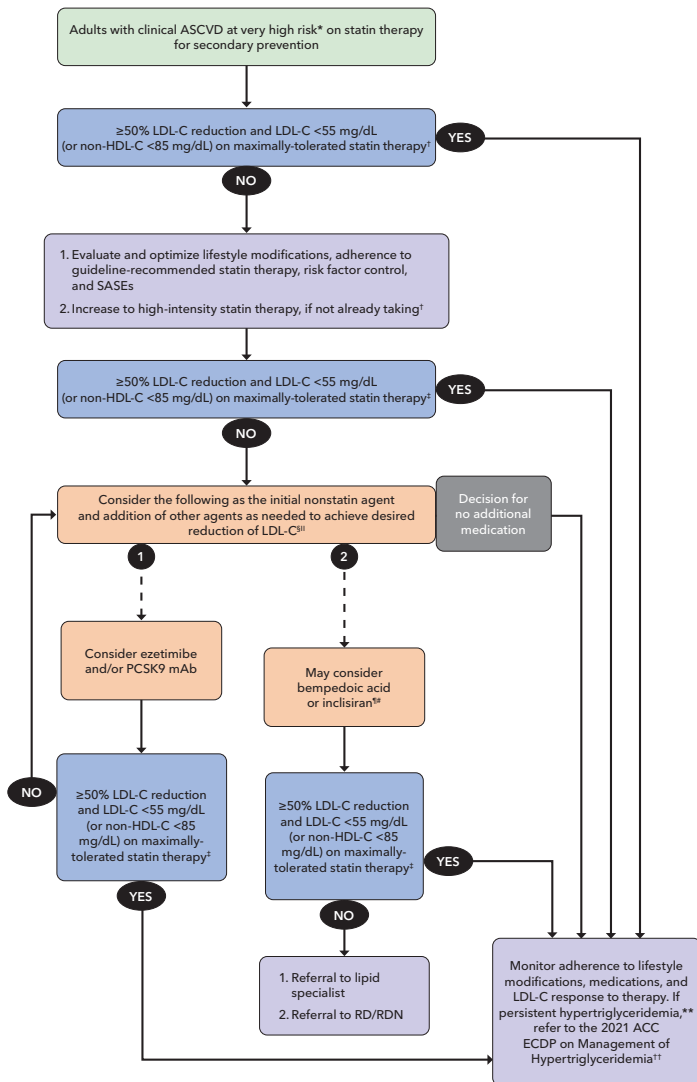 Adults with clinical ASCVD at very high risk* on statin therapy
for secondary prevention
≥50% LDL-C reduction and LDL-C <55 mg/dL
(or non-HDL-C <85 mg/dL) on maximally-tolerated statin therapy†
YES
NO
1. Evaluate and optimize lifestyle modifications, adherence to
guideline-recommended statin therapy, risk factor control,
and SASEs
2. Increase to high-intensity statin therapy, if not already taking†
≥50% LDL-C reduction and LDL-C <55 mg/dL
(or non-HDL-C <85 mg/dL) on maximally-tolerated statin therapy‡
YES
NO
Consider the following as the initial nonstatin agent
and addition of other agents as needed to achieve desired
reduction of LDL-C§||
Decision for
no additional
medication
1
2
Consider ezetimibe
and/or PCSK9 mAb
May consider
bempedoic acid
or inclisiran¶#
NO
≥50% LDL-C reduction
and LDL-C <55 mg/dL
(or non-HDL-C <85
mg/dL) on maximally-
tolerated statin therapy‡
YES
≥50% LDL-C reduction
and LDL-C <55 mg/dL
(or non-HDL-C <85
mg/dL) on maximally-
tolerated statin therapy‡
YES
NO
1. Referral to lipid
specialist
2. Referral to RD/RDN
Monitor adherence to lifestyle
modifications, medications, and
LDL-C response to therapy. If
persistent hypertriglyceridemia,**
refer to the 2021 ACC
ECDP on Management of
Hypertriglyceridemia††